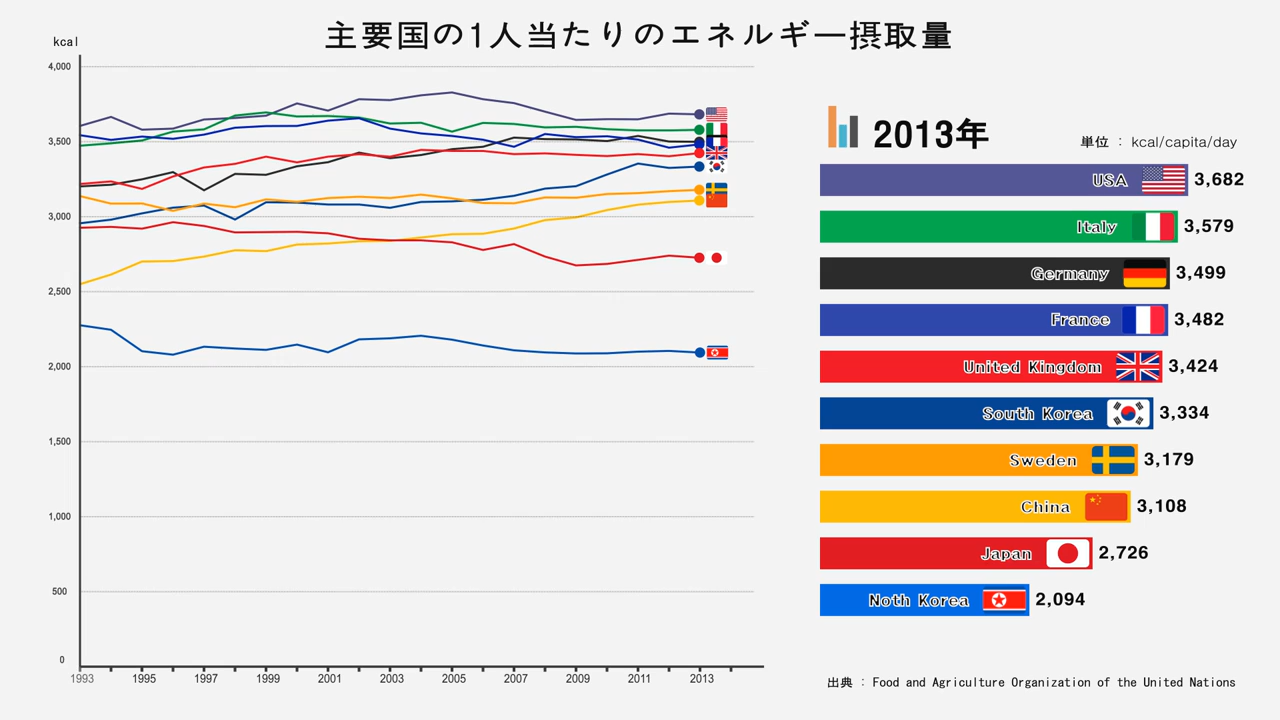 主要国の1人当たりのエネルギー摂取量
kcal
4,000
3,500
3,000
2,500
2,000
1,500
1,000
500
0
1993 1995 1997 1999 2001 2003 2005 2007 2009 2011 2013
2013年
単位 : kcal/capita/day
USA 3,682
Italy 3,579
Germany 3,499
France 3,482
United Kingdom 3,424
South Korea 3,334
Sweden 3,179
China 3,108
Japan 2,726
Noth Korea 2,094
出典 : Food and Agriculture Organization of the United Nations